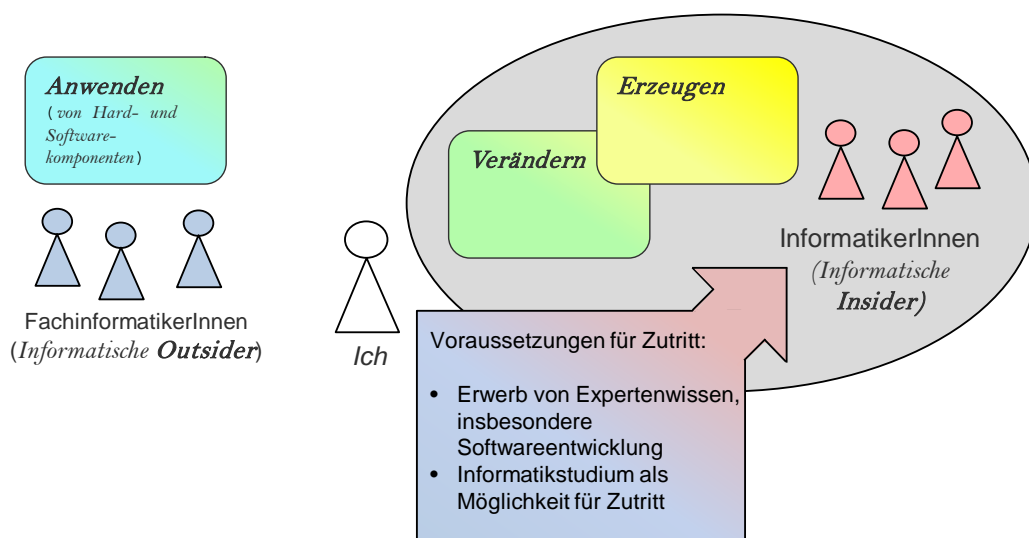 Anwenden
(von Hard- und
Software-
komponenten)
FachinformatikerInnen
(Informatische Outsider)
Ich
Erzeugen
Verändern
InformatikerInnen
(Informatische
Insider)
Voraussetzungen für Zutritt:
• Erwerb von Expertenwissen,
insbesondere
Softwareentwicklung
• Informatikstudium als
Möglichkeit für Zutritt